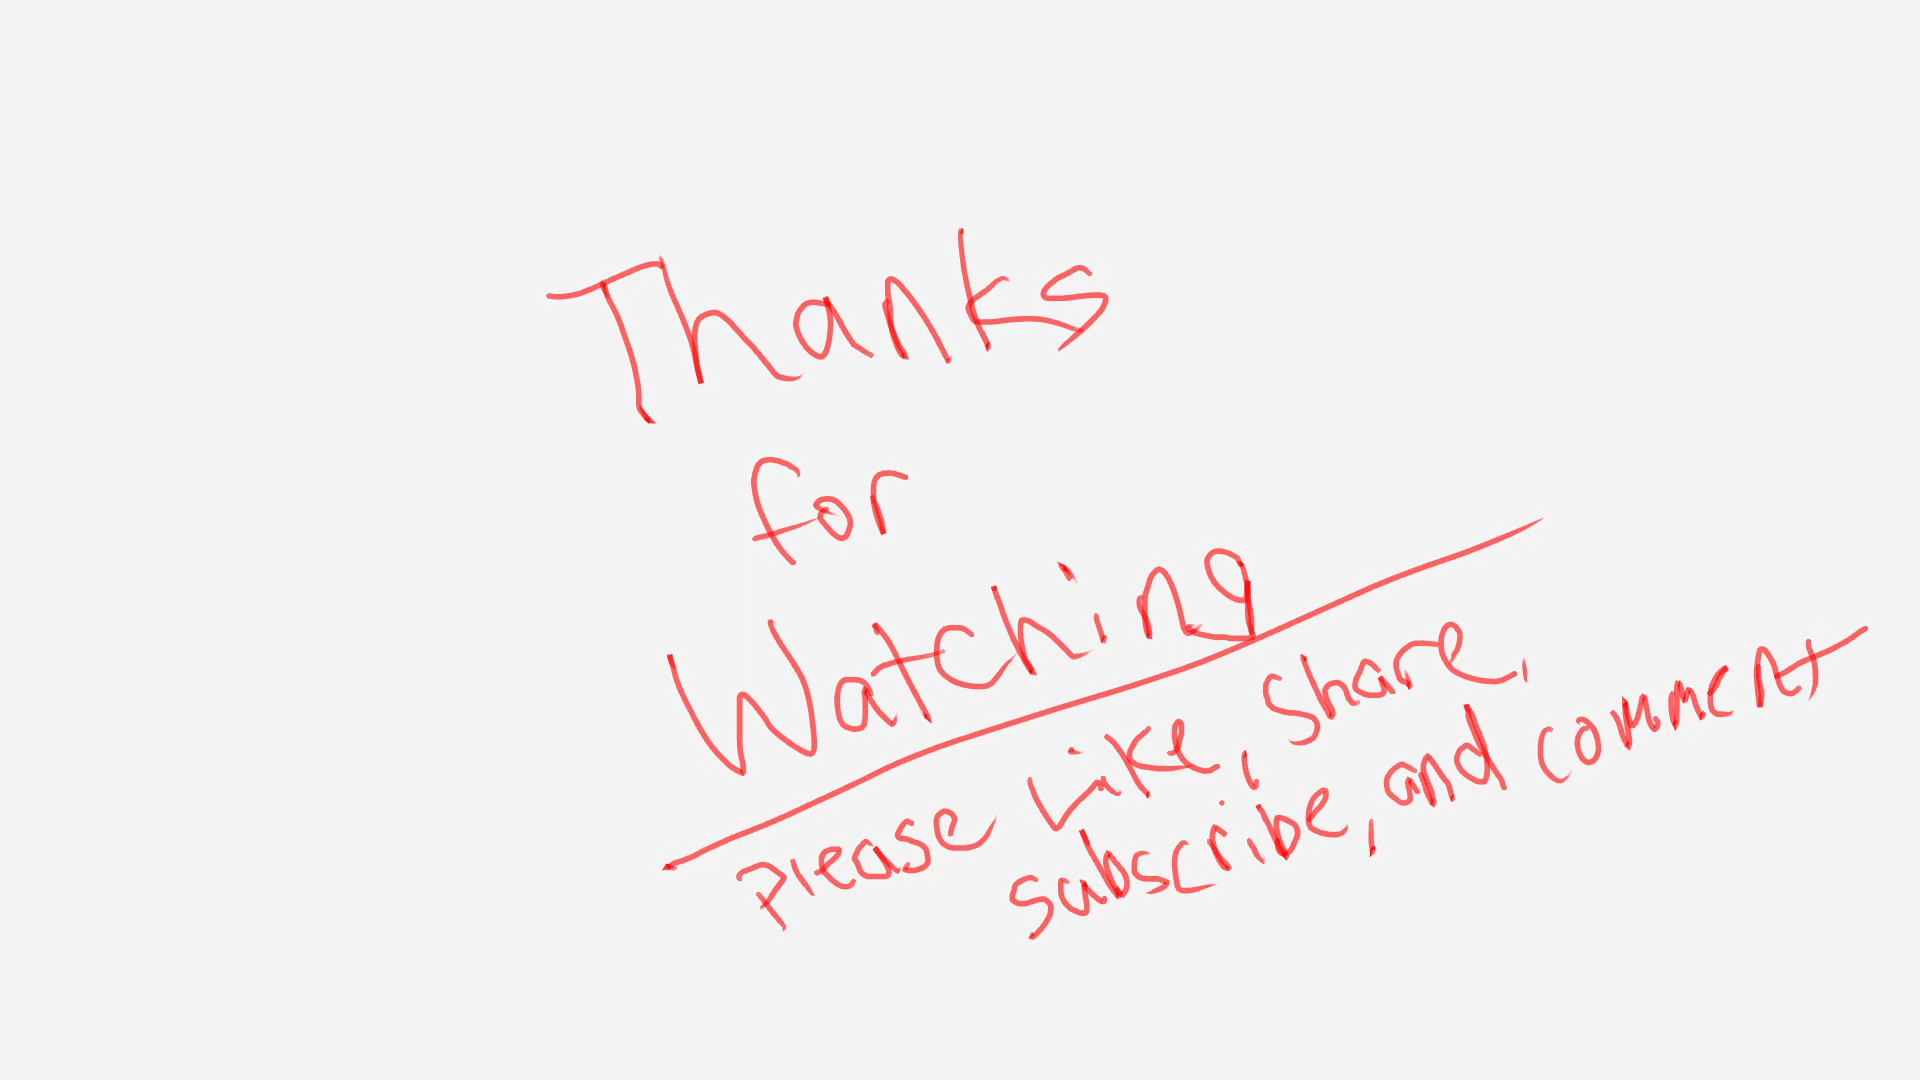 Thanks
for
Watching
Please Like, Share,
subscribe, and comment